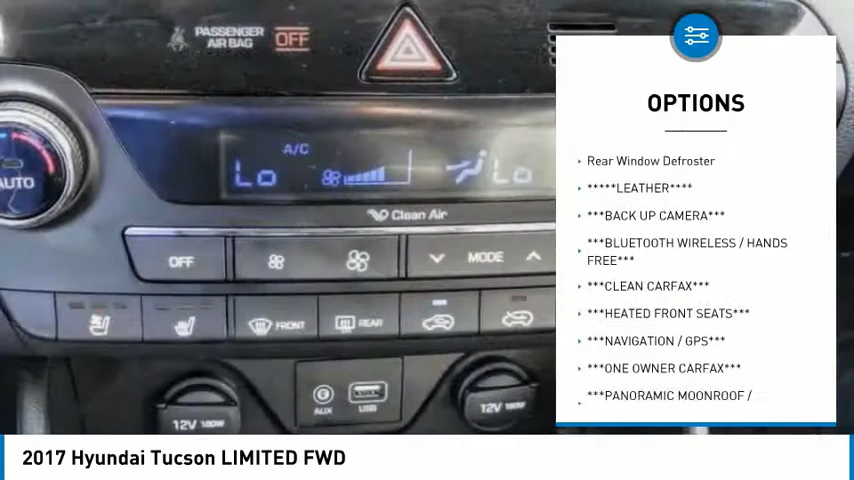 PASSENGER
AIR BAG OFF
A/C
AUTO
Lo
Lo
Clean Air
OFF
MODE
FRONT
REAR
AUX
USB
12V 180W
12V 180W
OPTIONS
Rear Window Defroster
*****LEATHER****
***BACK UP CAMERA***
***BLUETOOTH WIRELESS / HANDS
FREE***
***CLEAN CARFAX***
***HEATED FRONT SEATS***
***NAVIGATION / GPS***
***ONE OWNER CARFAX***
***PANORAMIC MOONROOF /
2017 Hyundai Tucson LIMITED FWD